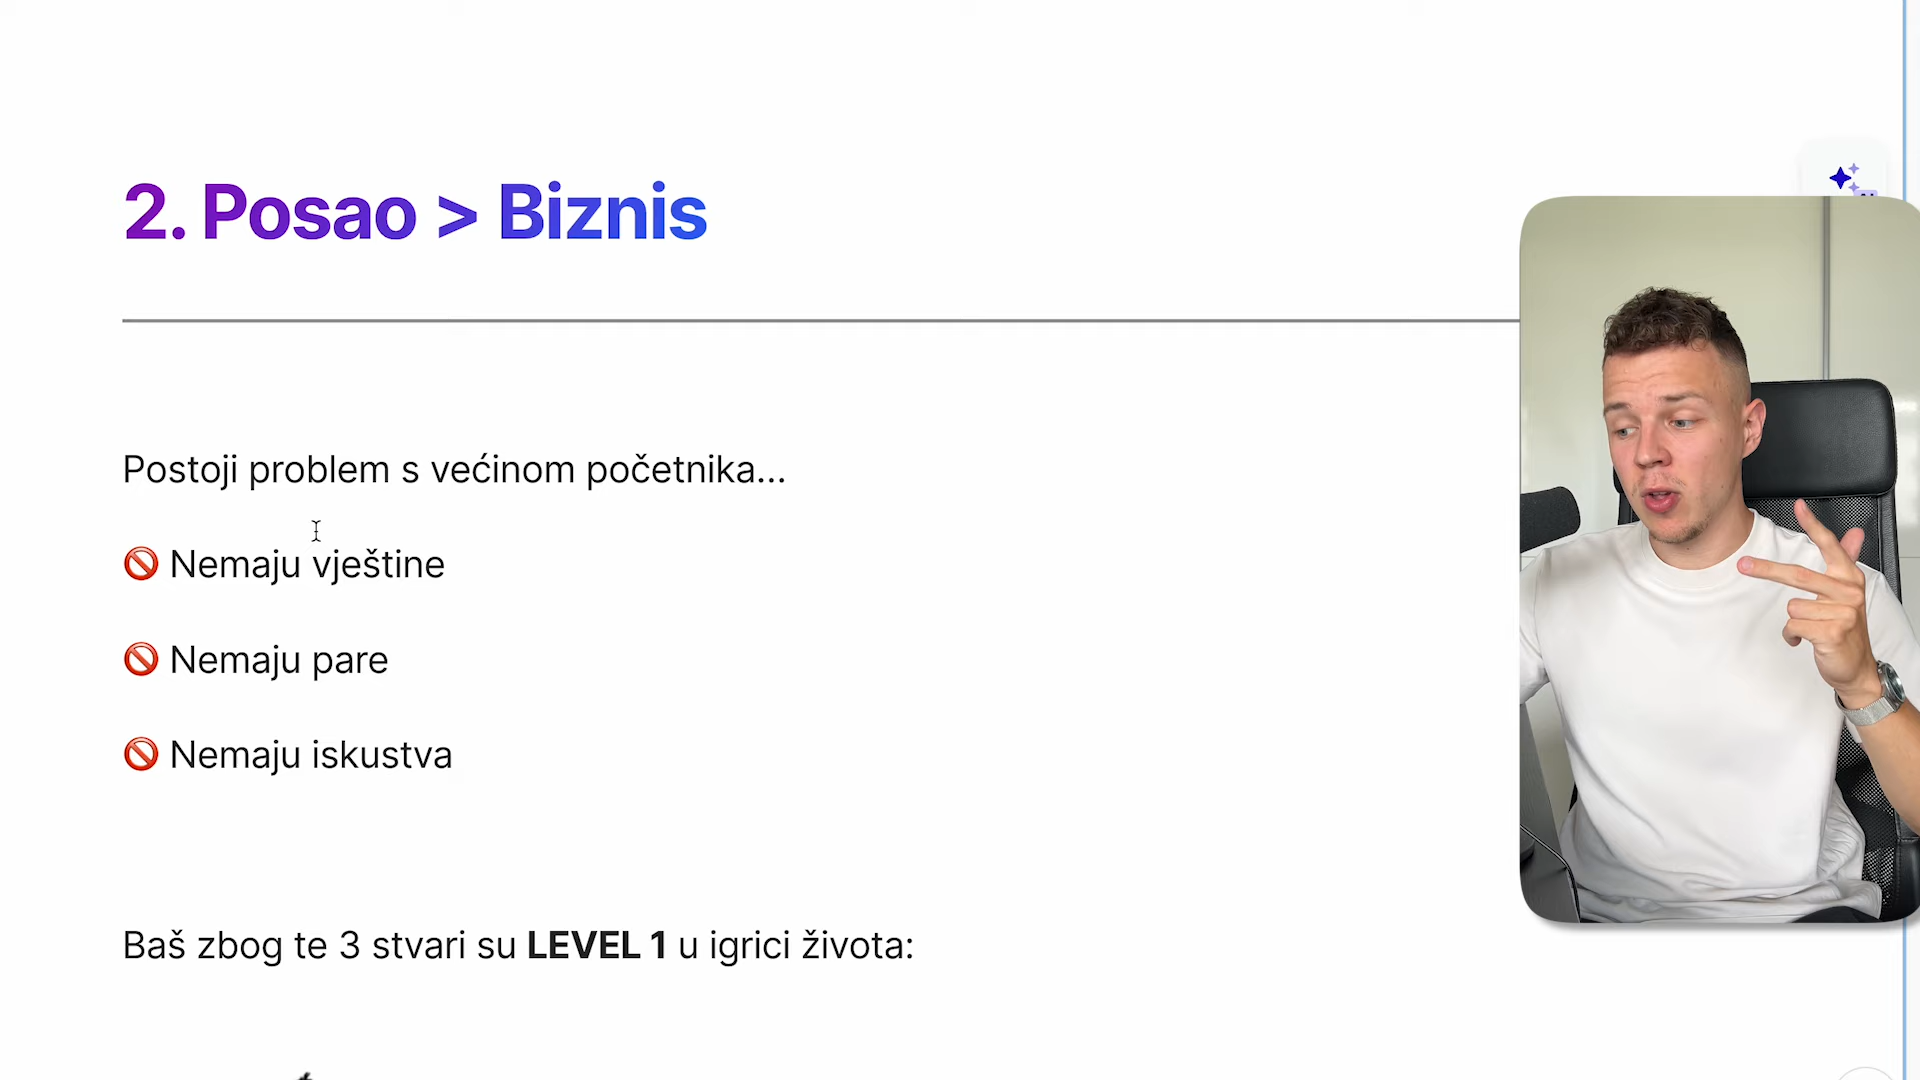 2. Posao > Biznis
Postoji problem s većinom početnika...
🚫 Nemaju vještine
🚫 Nemaju pare
🚫 Nemaju iskustva
Baš zbog te 3 stvari su LEVEL 1 u igrici života: